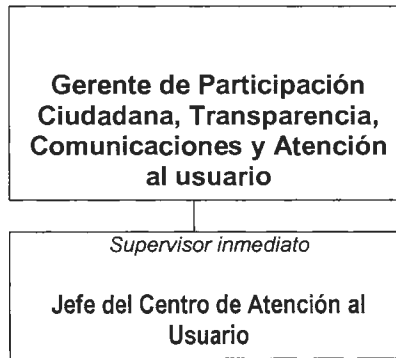 Gerente de Participación
Ciudadana, Transparencia,
Comunicaciones y Atención
al usuario
Supervisor inmediato
Jefe del Centro de Atención al
Usuario